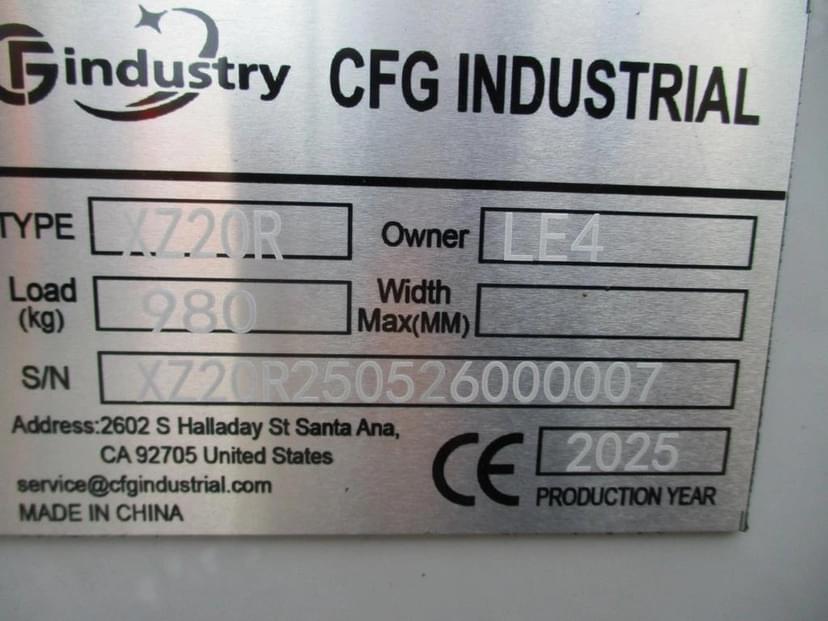 industry CFG INDUSTRIAL
TYPE XZ20R Owner LE4
Load (kg) 980 Width Max(MM)
S/N XZ20R250526000007
Address:2602 S Halladay St Santa Ana,
CA 92705 United States
service@cfgindustrial.com
MADE IN CHINA
CE 2025
PRODUCTION YEAR